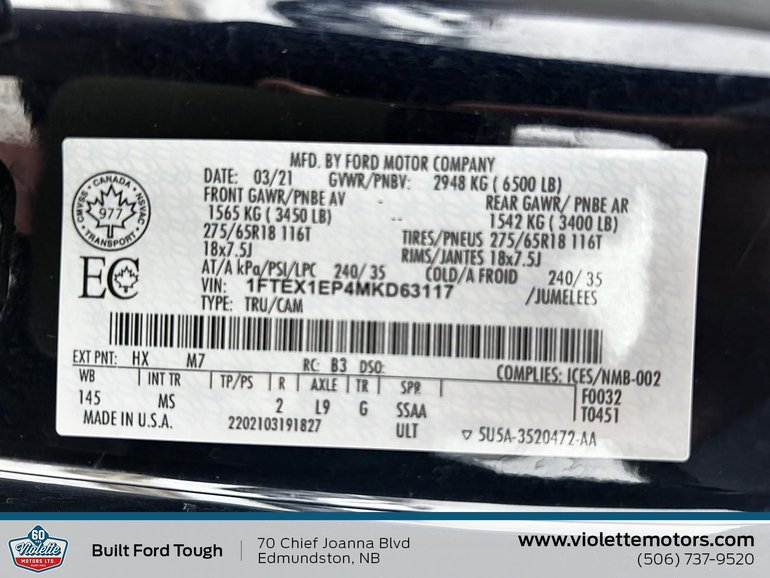 MFD. BY FORD MOTOR COMPANY
DATE: 03/21 GVWR/PNBV: 2948 KG ( 6500 LB)
FRONT GAWR/PNBE AV REAR GAWR/ PNBE AR
1565 KG ( 3450 LB) -- 1542 KG ( 3400 LB)
275/65R18 116T TIRES/PNEUS 275/65R18 116T
18x7.5J RIMS/JANTES 18x7.5J
AT/A kPa/PSI/LPC 240/ 35 COLD/A FROID 240/ 35
VIN: 1FTEX1EP4MKD63117 /JUMELEES
TYPE: TRU/CAM
CANADA
CMVSS NSVAC
977
TRANSPORT
EC
EXT PNT: HX M7 RC: B3 DSO: COMPLIES: ICES/NMB-002
WB INT TR TP/PS R AXLE TR SPR F0032
145 MS 2 L9 G SSAA T0451
MADE IN U.S.A. 2202103191827 ULT ▽ 5U5A-3520472-AA
60
Violette
MOTORS LTD.
Built Ford Tough
70 Chief Joanna Blvd
Edmundston, NB
www.violettemotors.com
(506) 737-9520